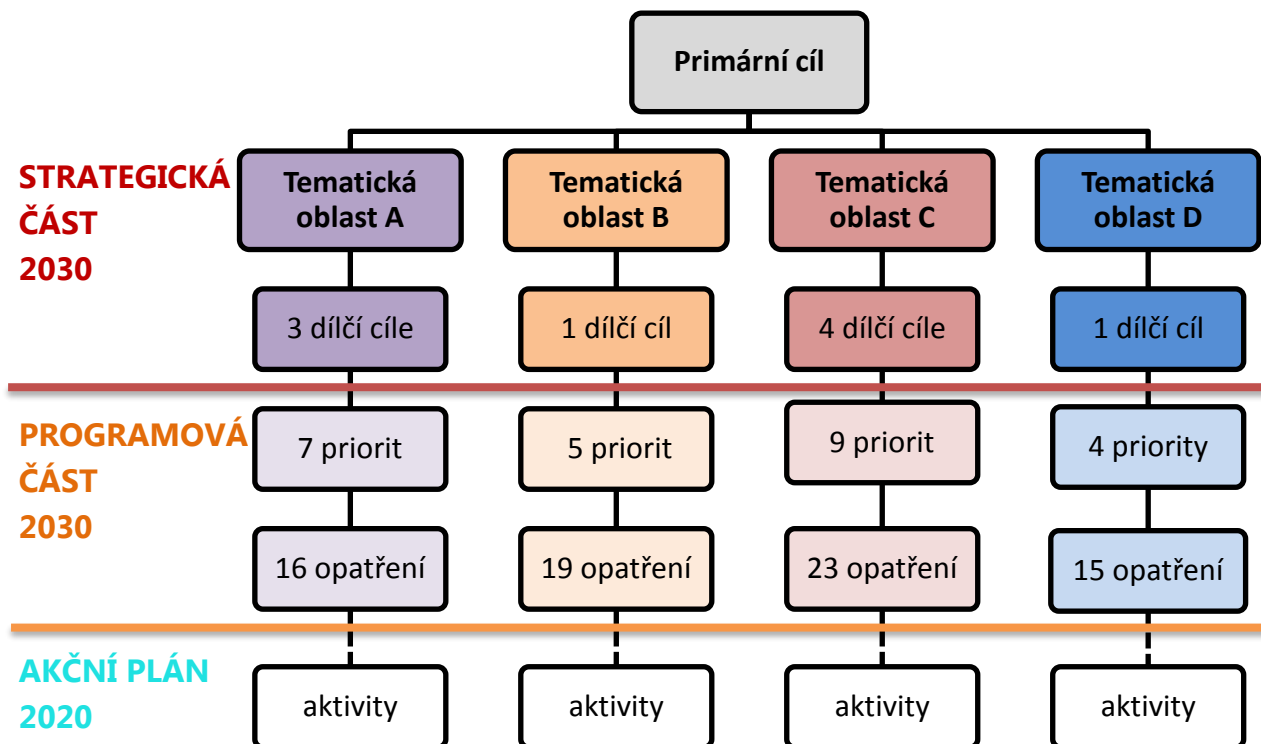 Primární cíl
STRATEGICKÁ
ČÁST
2030
Tematická
oblast A
Tematická
oblast B
Tematická
oblast C
Tematická
oblast D
3 dílčí cíle
1 dílčí cíl
4 dílčí cíle
1 dílčí cíl
PROGRAMOVÁ
ČÁST
2030
7 priorit
5 priorit
9 priorit
4 priority
16 opatření
19 opatření
23 opatření
15 opatření
AKČNÍ PLÁN
2020
aktivity
aktivity
aktivity
aktivity